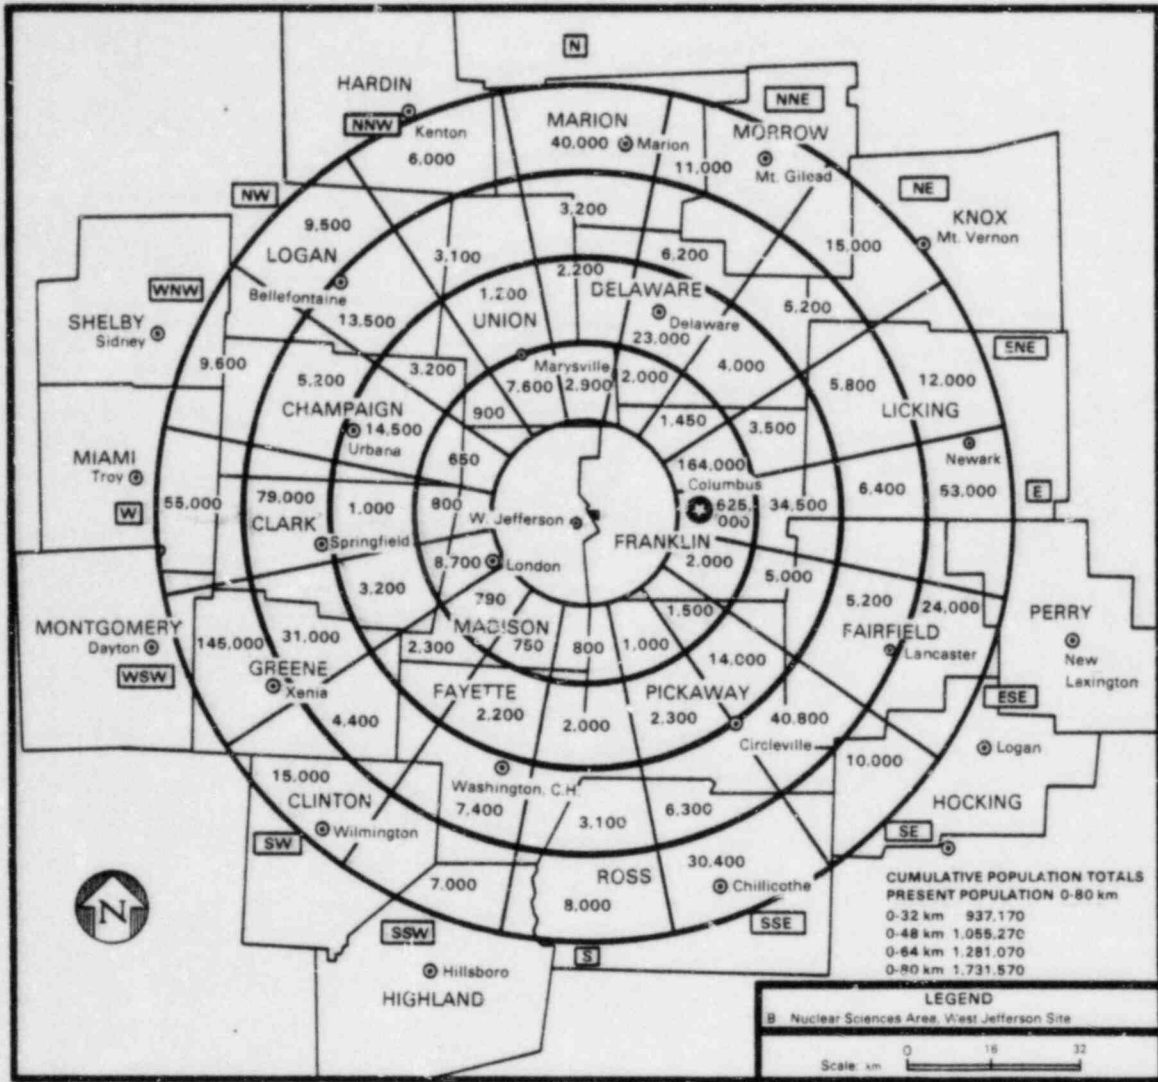 N
HARDIN
NNW
Kenton
6.000
MARION
40.000
Marion
NNE
MORROW
11.000
Mt. Gilead
NW
9,500
NE
KNOX
Mt. Vernon
15.000
LOGAN
3.100
3.200
6.200
WNW
Bellefontaine
1.200
2.200
DELAWARE
5.200
SHELBY
Sidney
13.500
UNION
Delaware
23.000
ENE
9.600
5,200
3.200
Marysville
4.000
7.600
2.900
2.000
5.800
12.000
CHAMPAIGN
14,500
Urbana
900
1.450
3.500
LICKING
MIAMI
Troy
650
164.000
Columbus
Newark
W
55.000
79.000
1.000
800
W. Jefferson
625,
000
34,500
6.400
53.000
E
CLARK
Springfield
FRANKLIN
8.700
London
2.000
3.200
790
5.000
MADISON
1.500
5.200
24.000
PERRY
MONTGOMERY
Dayton
145.000
31.000
2.300
750
800
1,000
FAIRFIELD
Lancaster
New
Lexington
WSW
GREENE
Xenia
FAYETTE
14.000
PICKAWAY
ESE
4.400
2.200
2.000
2.300
40.800
Circleville
Logan
15.000
Washington, C.H.
10.000
CLINTON
7.400
3.100
6.300
HOCKING
Wilmington
SW
SE
ROSS
30.400
Chillicothe
7.000
8.000
SSW
S
SSE
Hillsboro
HIGHLAND
N
CUMULATIVE POPULATION TOTALS
PRESENT POPULATION 0-80 km
0-32 km 937,170
0-48 km 1.055.270
0-64 km 1.281.070
0-80 km 1.731.570
LEGEND
B Nuclear Sciences Area, West Jefferson Site
Scale: km
0 16 32